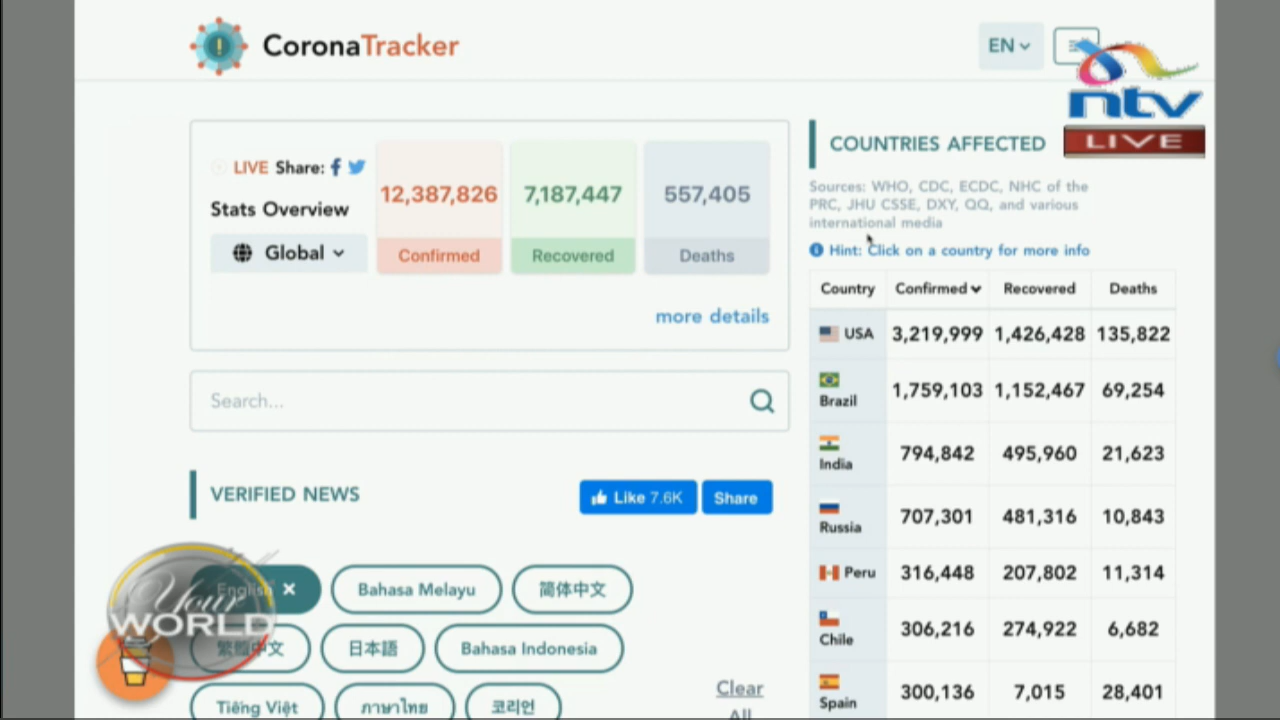 CoronaTracker
EN
ntv
LIVE
LIVE Share:
Stats Overview
Global
12,387,826
Confirmed
7,187,447
Recovered
557,405
Deaths
more details
Search...
VERIFIED NEWS
Like 7.6K
Share
English ×
Bahasa Melayu
简体中文
繁體中文
日本語
Bahasa Indonesia
Tiếng Việt
ภาษาไทย
코리언
Clear
All
Your
WORLD
COUNTRIES AFFECTED
Sources: WHO, CDC, ECDC, NHC of the
PRC, JHU CSSE, DXY, QQ, and various
international media
Hint: Click on a country for more info
Country Confirmed Recovered Deaths
USA 3,219,999 1,426,428 135,822
Brazil 1,759,103 1,152,467 69,254
India 794,842 495,960 21,623
Russia 707,301 481,316 10,843
Peru 316,448 207,802 11,314
Chile 306,216 274,922 6,682
Spain 300,136 7,015 28,401